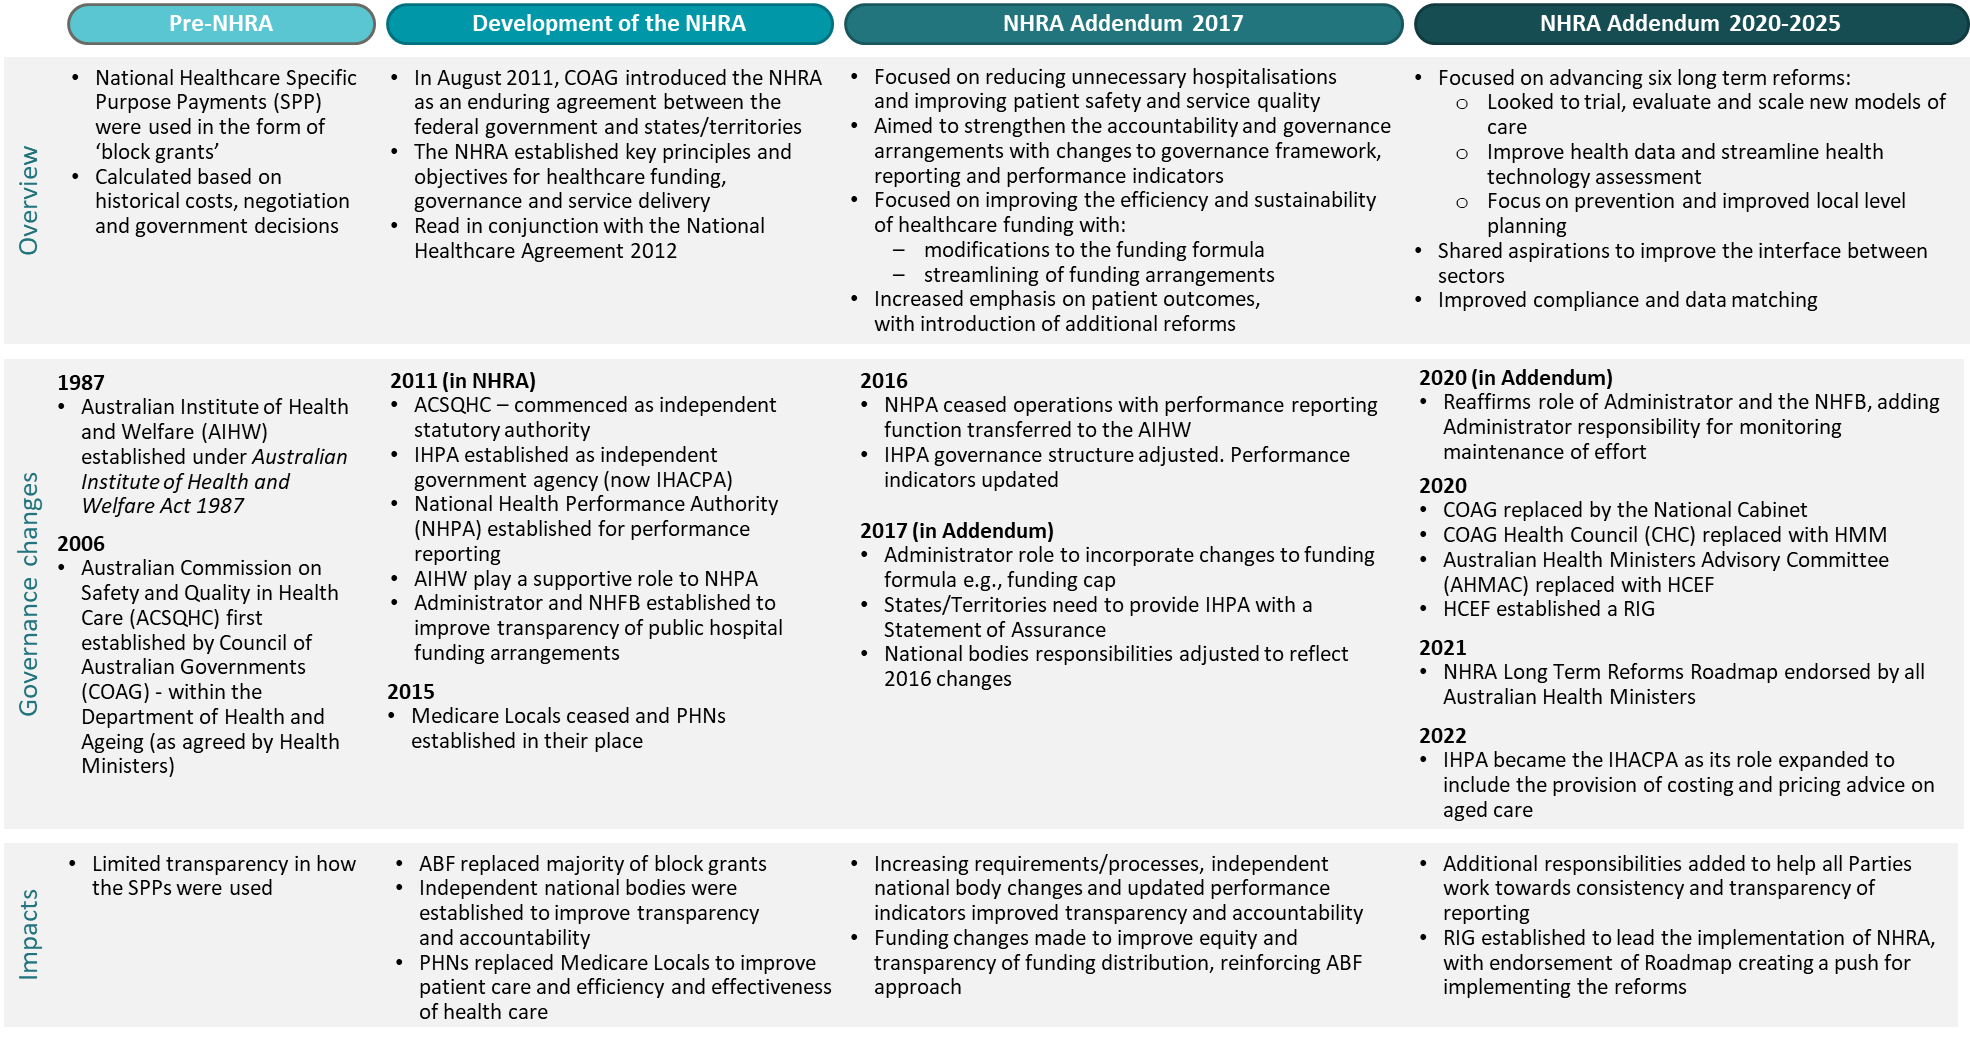 Pre-NHRA
Development of the NHRA
NHRA Addendum 2017
NHRA Addendum 2020-2025
Overview
• National Healthcare Specific
Purpose Payments (SPP)
were used in the form of
‘block grants’
• Calculated based on
historical costs, negotiation
and government decisions
• In August 2011, COAG introduced the NHRA
as an enduring agreement between the
federal government and states/territories
• The NHRA established key principles and
objectives for healthcare funding,
governance and service delivery
• Read in conjunction with the National
Healthcare Agreement 2012
• Focused on reducing unnecessary hospitalisations
and improving patient safety and service quality
• Aimed to strengthen the accountability and governance
arrangements with changes to governance framework,
reporting and performance indicators
• Focused on improving the efficiency and sustainability
of healthcare funding with:
– modifications to the funding formula
– streamlining of funding arrangements
• Increased emphasis on patient outcomes,
with introduction of additional reforms
• Focused on advancing six long term reforms:
o Looked to trial, evaluate and scale new models of
care
o Improve health data and streamline health
technology assessment
o Focus on prevention and improved local level
planning
• Shared aspirations to improve the interface between
sectors
• Improved compliance and data matching
Governance changes
1987
• Australian Institute of Health
and Welfare (AIHW)
established under Australian
Institute of Health and
Welfare Act 1987
2006
• Australian Commission on
Safety and Quality in Health
Care (ACSQHC) first
established by Council of
Australian Governments
(COAG) - within the
Department of Health and
Ageing (as agreed by Health
Ministers)
2011 (in NHRA)
• ACSQHC – commenced as independent
statutory authority
• IHPA established as independent
government agency (now IHACPA)
• National Health Performance Authority
(NHPA) established for performance
reporting
• AIHW play a supportive role to NHPA
• Administrator and NHFB established to
improve transparency of public hospital
funding arrangements
2015
• Medicare Locals ceased and PHNs
established in their place
2016
• NHPA ceased operations with performance reporting
function transferred to the AIHW
• IHPA governance structure adjusted. Performance
indicators updated
2017 (in Addendum)
• Administrator role to incorporate changes to funding
formula e.g., funding cap
• States/Territories need to provide IHPA with a
Statement of Assurance
• National bodies responsibilities adjusted to reflect
2016 changes
2020 (in Addendum)
• Reaffirms role of Administrator and the NHFB, adding
Administrator responsibility for monitoring
maintenance of effort
2020
• COAG replaced by the National Cabinet
• COAG Health Council (CHC) replaced with HMM
• Australian Health Ministers Advisory Committee
(AHMAC) replaced with HCEF
• HCEF established a RIG
2021
• NHRA Long Term Reforms Roadmap endorsed by all
Australian Health Ministers
2022
• IHPA became the IHACPA as its role expanded to
include the provision of costing and pricing advice on
aged care
Impacts
• Limited transparency in how
the SPPs were used
• ABF replaced majority of block grants
• Independent national bodies were
established to improve transparency
and accountability
• PHNs replaced Medicare Locals to improve
patient care and efficiency and effectiveness
of health care
• Increasing requirements/processes, independent
national body changes and updated performance
indicators improved transparency and accountability
• Funding changes made to improve equity and
transparency of funding distribution, reinforcing ABF
approach
• Additional responsibilities added to help all Parties
work towards consistency and transparency of
reporting
• RIG established to lead the implementation of NHRA,
with endorsement of Roadmap creating a push for
implementing the reforms